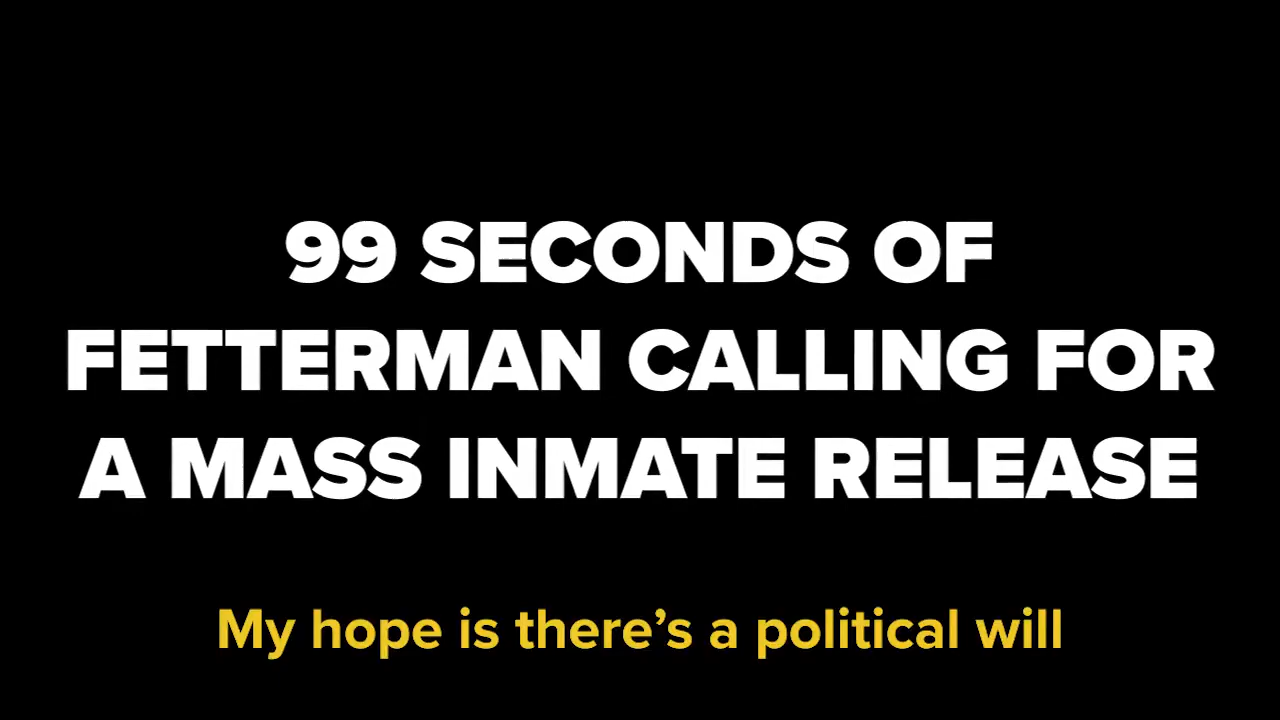 99 SECONDS OF
FETTERMAN CALLING FOR
A MASS INMATE RELEASE
My hope is there’s a political will